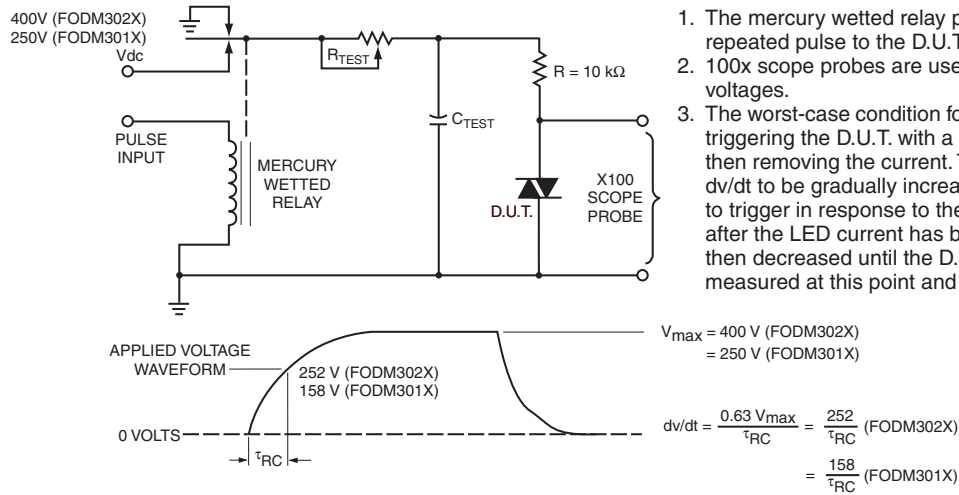 400V (FODM302X)
250V (FODM301X)
Vdc
PULSE
INPUT
MERCURY
WETTED
RELAY
RTEST
CTEST
R = 10 kΩ
D.U.T.
X100
SCOPE
PROBE
1. The mercury wetted relay p
repeated pulse to the D.U.T
2. 100x scope probes are use
voltages.
3. The worst-case condition fo
triggering the D.U.T. with a
then removing the current. T
dv/dt to be gradually increa
to trigger in response to the
after the LED current has b
then decreased until the D.
measured at this point and
APPLIED VOLTAGE
WAVEFORM
252 V (FODM302X)
158 V (FODM301X)
0 VOLTS
τRC
Vmax = 400 V (FODM302X)
= 250 V (FODM301X)
dv/dt = 0.63 Vmax / τRC = 252 / τRC (FODM302X)
= 158 / τRC (FODM301X)